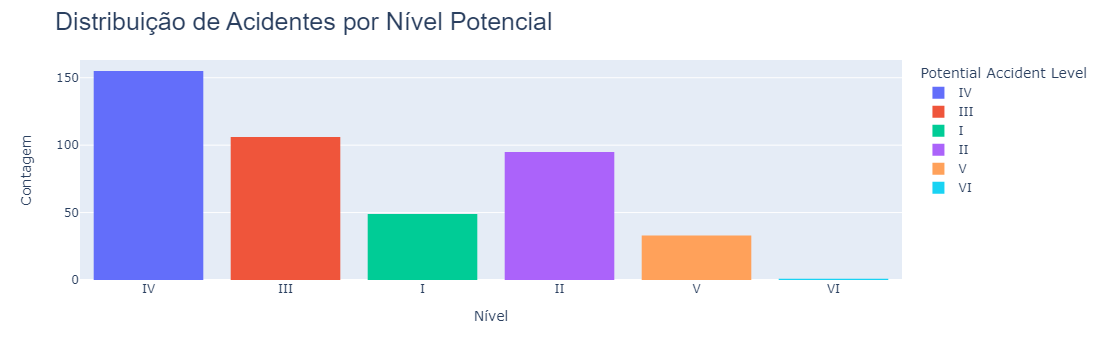 Distribuição de Acidentes por Nível Potencial
Contagem
150
100
50
0
IV
III
I
II
V
VI
Nível
Potential Accident Level
IV
III
I
II
V
VI